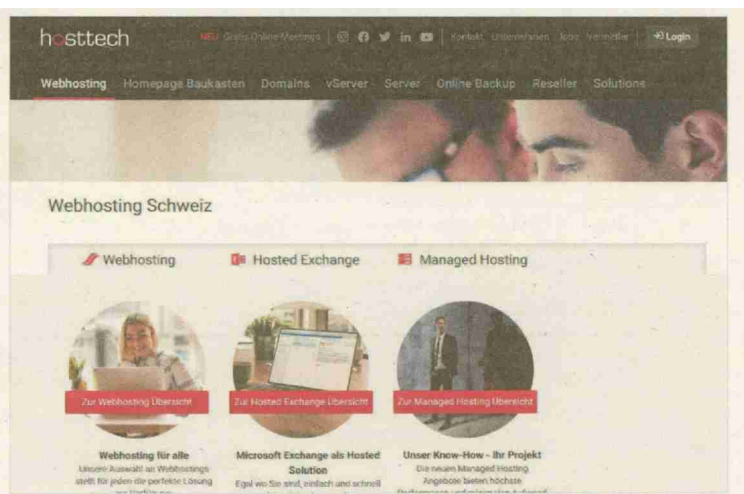 hosttech
NEU Gratis Online-Meetings Kontakt Unternehmen Jobs Vermittler Login
Webhosting Homepage Baukasten Domains vServer Server Online Backup Reseller Solutions
Webhosting Schweiz
Webhosting Hosted Exchange Managed Hosting
Zur Webhosting Übersicht Zur Hosted Exchange Übersicht Zur Managed Hosting Übersicht
Webhosting für alle
Unsere Auswahl an Webhostings
stellt für jeden die perfekte Lösung
Microsoft Exchange als Hosted
Solution
Egal wo Sie sind, einfach und schnell
Unser Know-How - Ihr Projekt
Die neuen Managed Hosting
Angebote bieten höchste